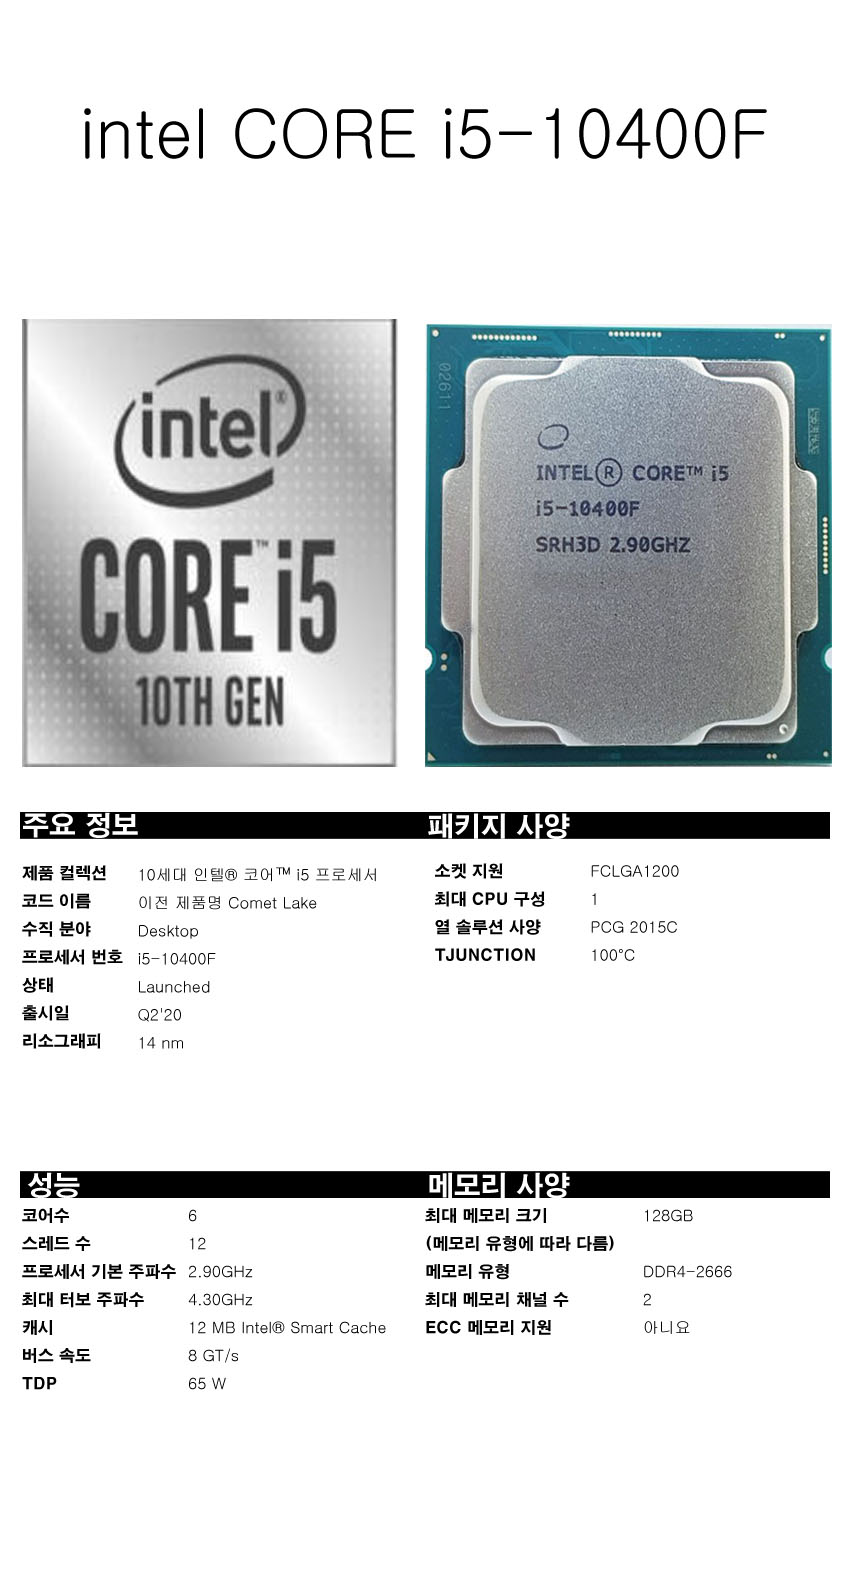 intel CORE i5-10400F
intel®
CORE™ i5
10TH GEN
02611
INTEL® CORE™ i5
i5-10400F
SRH3D 2.90GHZ
주요 정보
제품 컬렉션 10세대 인텔® 코어™ i5 프로세서
코드 이름 이전 제품명 Comet Lake
수직 분야 Desktop
프로세서 번호 i5-10400F
상태 Launched
출시일 Q2'20
리소그래피 14 nm
패키지 사양
소켓 지원 FCLGA1200
최대 CPU 구성 1
열 솔루션 사양 PCG 2015C
TJUNCTION 100°C
성능
코어수 6
스레드 수 12
프로세서 기본 주파수 2.90GHz
최대 터보 주파수 4.30GHz
캐시 12 MB Intel® Smart Cache
버스 속도 8 GT/s
TDP 65 W
메모리 사양
최대 메모리 크기 128GB
(메모리 유형에 따라 다름)
메모리 유형 DDR4-2666
최대 메모리 채널 수 2
ECC 메모리 지원 아니요